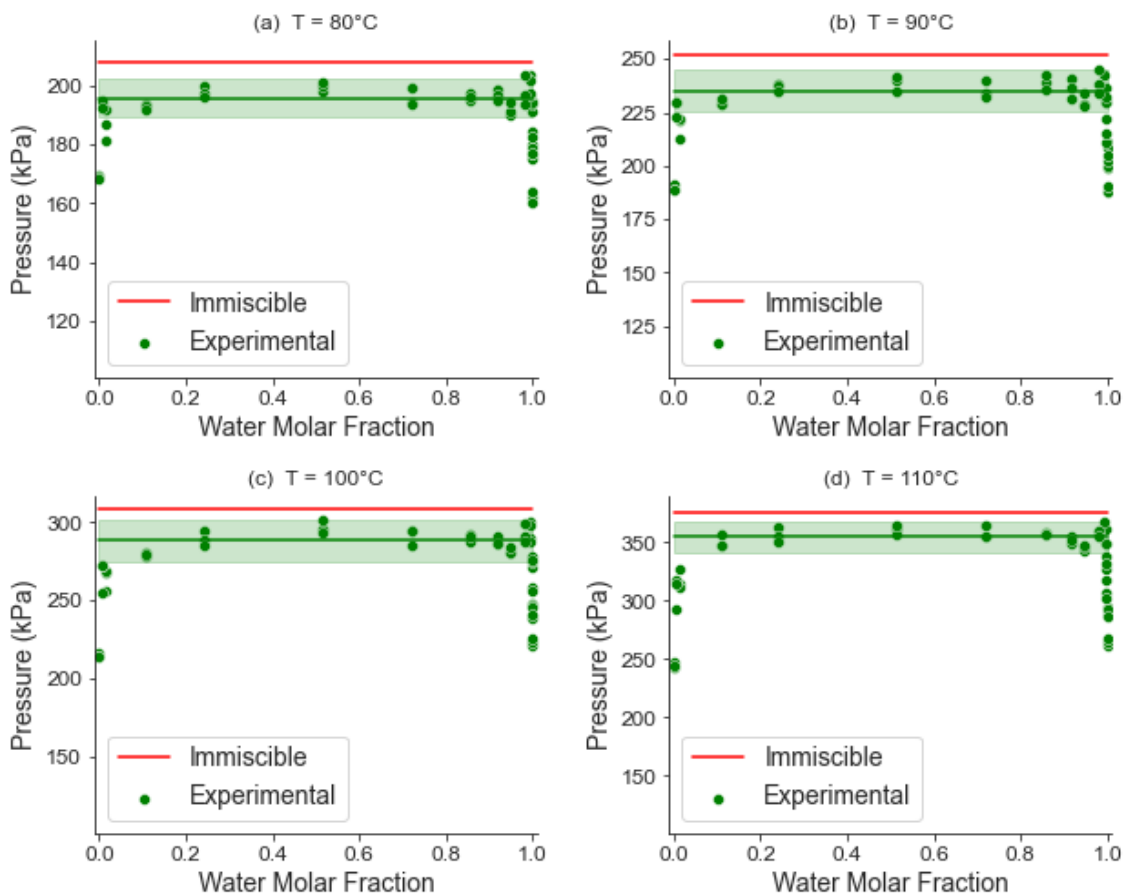 (a) T = 80°C
Pressure (kPa)
200
180
160
140
120
Immiscible
Experimental
0.0 0.2 0.4 0.6 0.8 1.0
Water Molar Fraction
(b) T = 90°C
Pressure (kPa)
250
225
200
175
150
125
Immiscible
Experimental
0.0 0.2 0.4 0.6 0.8 1.0
Water Molar Fraction
(c) T = 100°C
Pressure (kPa)
300
250
200
150
Immiscible
Experimental
0.0 0.2 0.4 0.6 0.8 1.0
Water Molar Fraction
(d) T = 110°C
Pressure (kPa)
350
300
250
200
150
Immiscible
Experimental
0.0 0.2 0.4 0.6 0.8 1.0
Water Molar Fraction